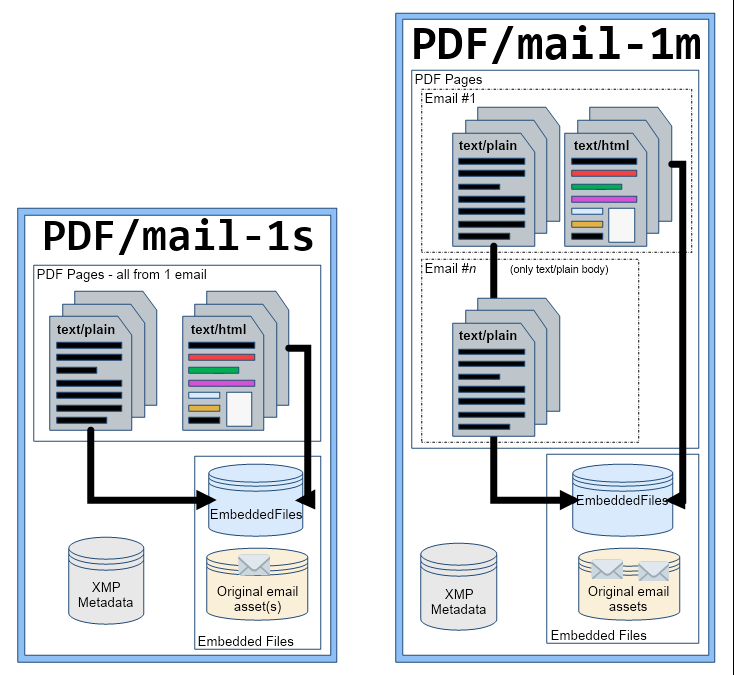 PDF/mail-1s
PDF Pages - all from 1 email
text/plain
text/html
EmbeddedFiles
XMP
Metadata
Original email
asset(s)
Embedded Files
PDF/mail-1m
PDF Pages
Email #1
text/plain
text/html
Email #n
(only text/plain body)
text/plain
EmbeddedFiles
XMP
Metadata
Original email
assets
Embedded Files